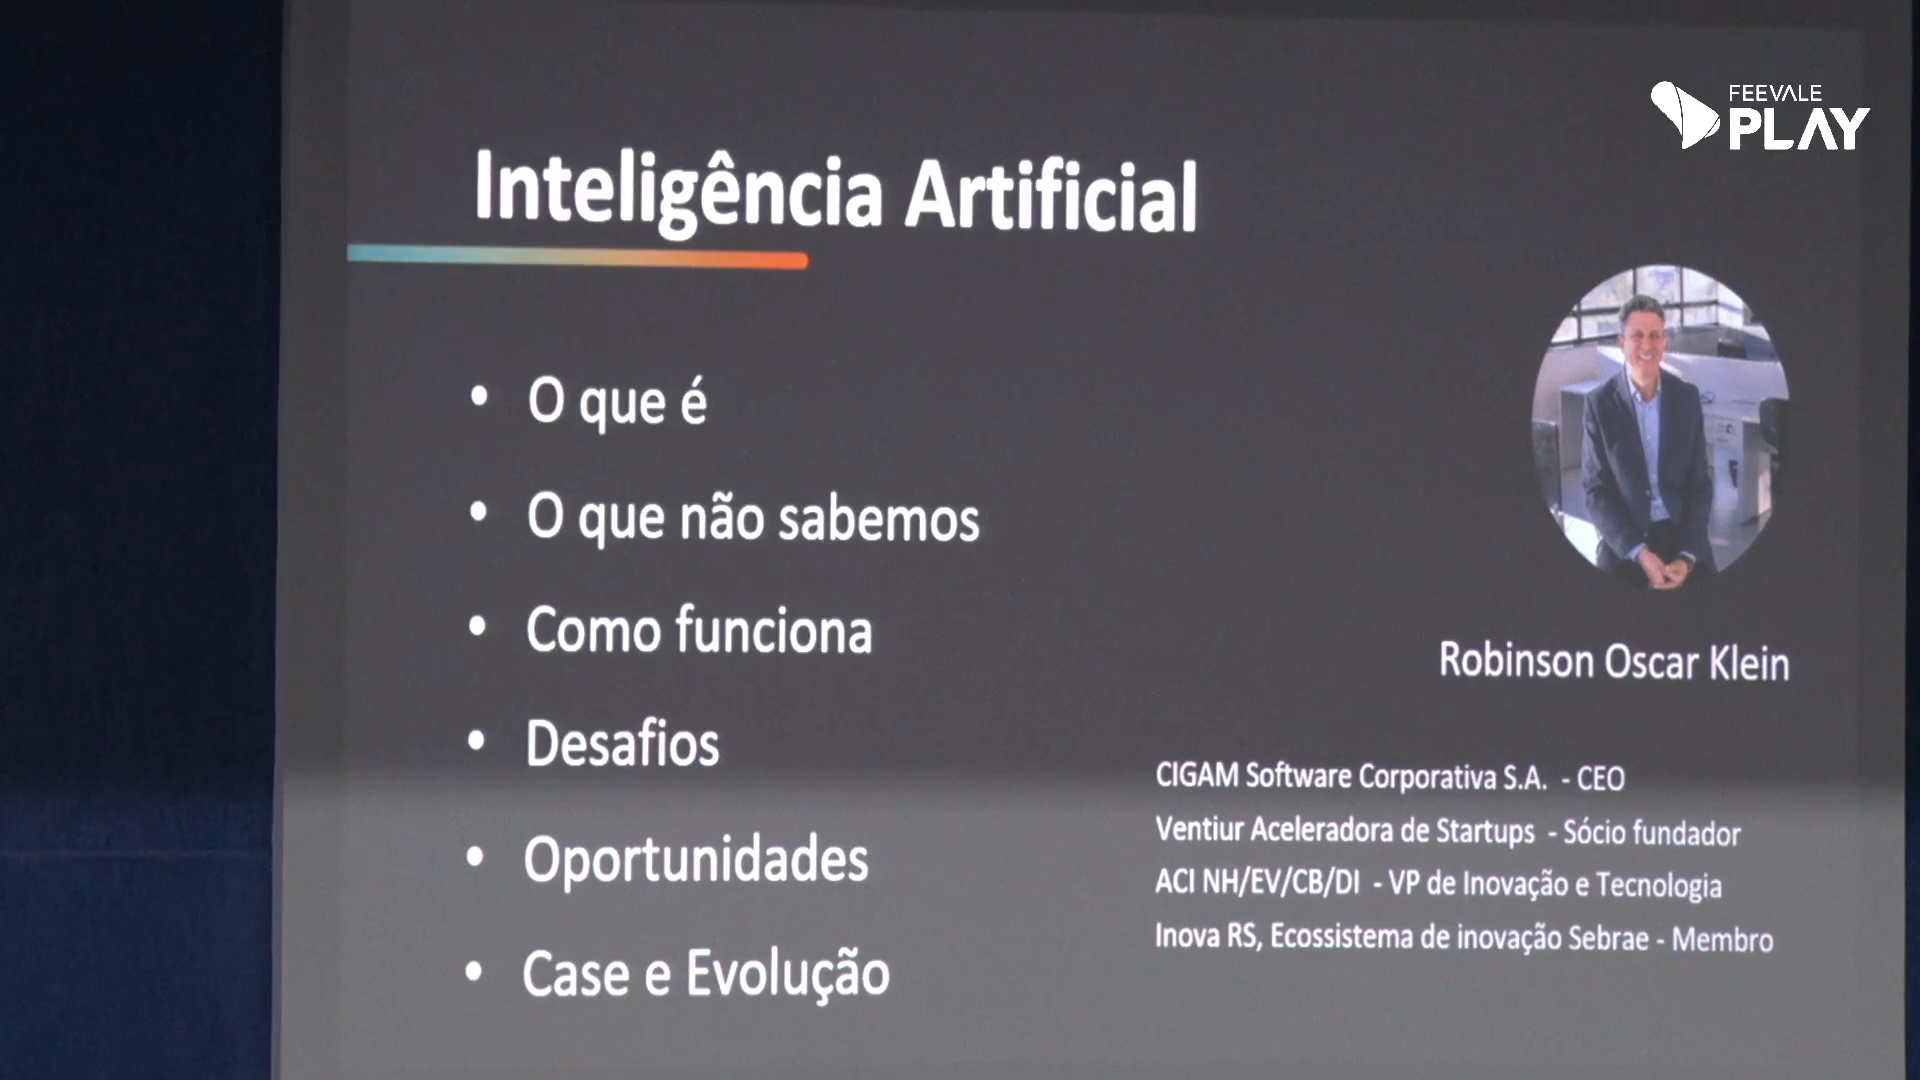 FEEVALE
PLAY
Inteligência Artificial
• O que é
• O que não sabemos
• Como funciona
• Desafios
• Oportunidades
• Case e Evolução
Robinson Oscar Klein
CIGAM Software Corporativa S.A. - CEO
Ventiur Aceleradora de Startups - Sócio fundador
ACI NH/EV/CB/DI - VP de Inovação e Tecnologia
Inova RS, Ecossistema de inovação Sebrae - Membro